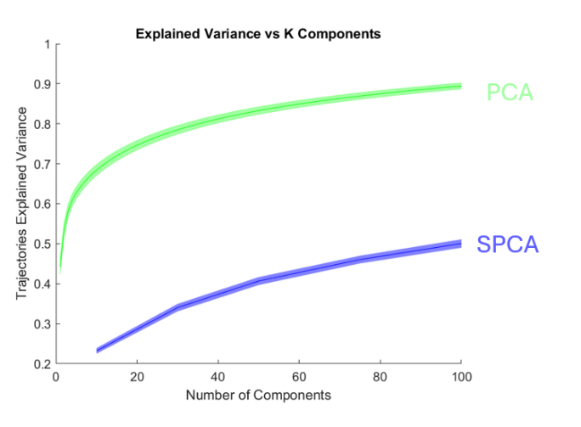 Explained Variance vs K Components
1
0.9
0.8
0.7
0.6
0.5
0.4
0.3
0.2
Trajectories Explained Variance
PCA
SPCA
0 20 40 60 80 100
Number of Components